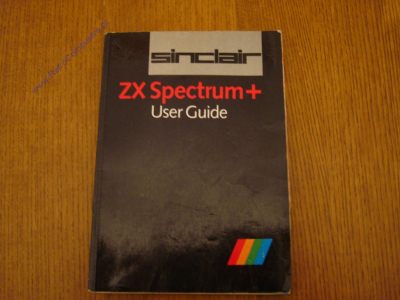 sinclair
ZX Spectrum+
User Guide